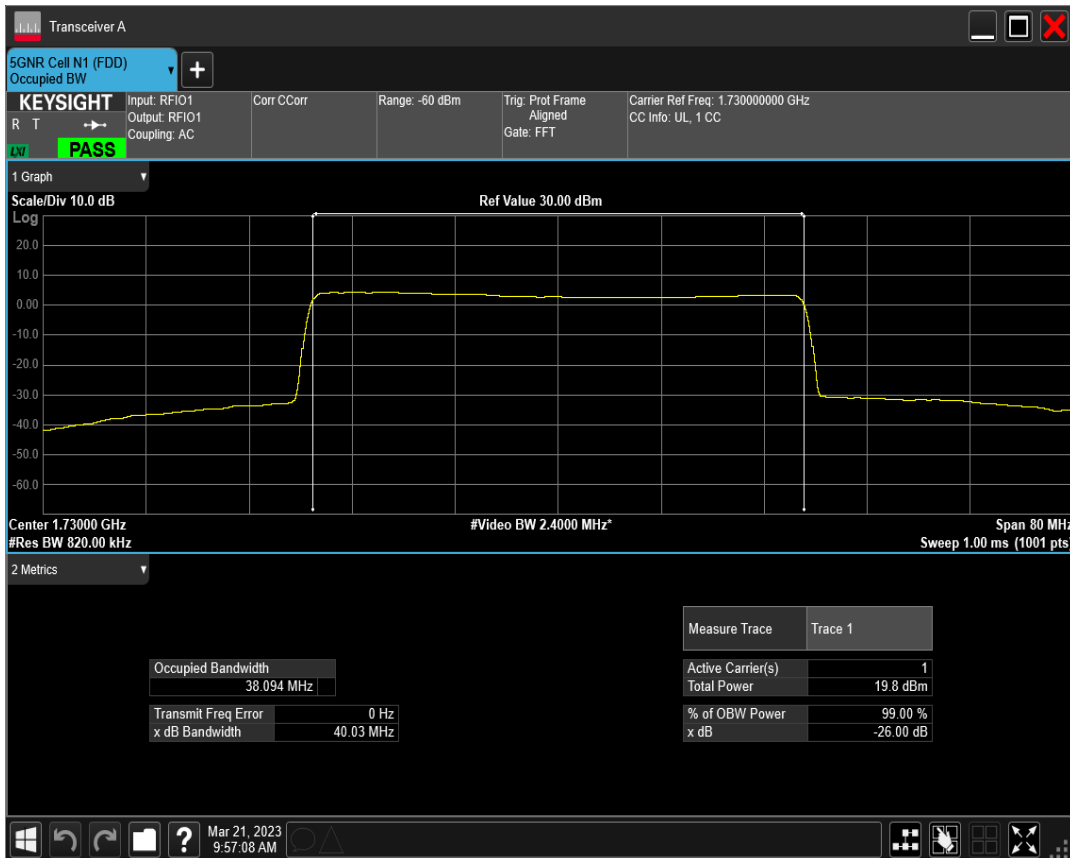 Transceiver A
5GNR Cell N1 (FDD)
Occupied BW
+
KEYSIGHT
R T
LXI
PASS
Input: RFIO1
Output: RFIO1
Coupling: AC
Corr CCorr
Range: -60 dBm
Trig: Prot Frame
Aligned
Gate: FFT
Carrier Ref Freq: 1.730000000 GHz
CC Info: UL, 1 CC
1 Graph
Scale/Div 10.0 dB
Ref Value 30.00 dBm
Log
20.0
10.0
0.00
-10.0
-20.0
-30.0
-40.0
-50.0
-60.0
Center 1.73000 GHz
#Video BW 2.4000 MHz*
Span 80 MHz
#Res BW 820.00 kHz
Sweep 1.00 ms (1001 pts)
2 Metrics
Measure Trace Trace 1
Occupied Bandwidth
38.094 MHz
Active Carrier(s) 1
Total Power 19.8 dBm
Transmit Freq Error 0 Hz
x dB Bandwidth 40.03 MHz
% of OBW Power 99.00 %
x dB -26.00 dB
?
Mar 21, 2023
9:57:08 AM